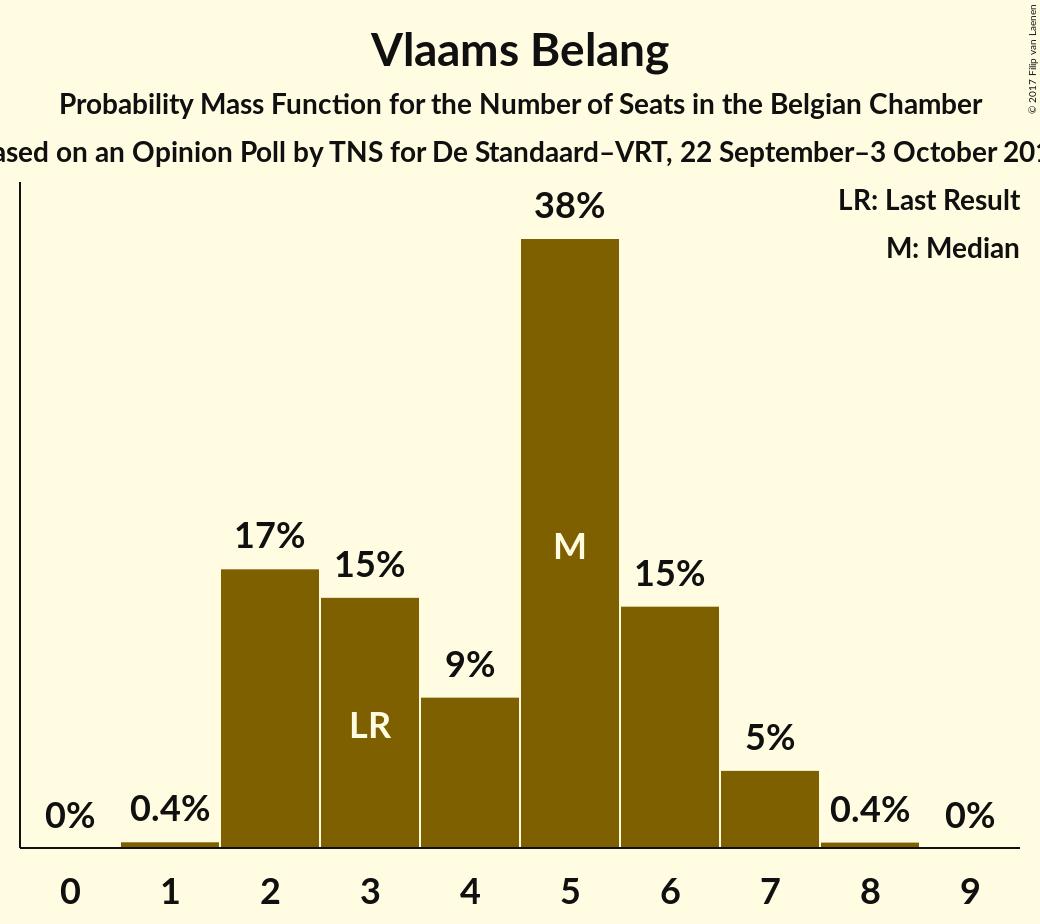 Vlaams Belang
Probability Mass Function for the Number of Seats in the Belgian Chamber
on an Opinion Poll by TNS for De Standaard–VRT, 22 September–3 October
© 2017 Filip van Laenen
LR: Last Result
M: Median
38%
17%
15%
15%
9%
5%
0%
0.4%
0.4%
0%
M
LR
0 1 2 3 4 5 6 7 8 9